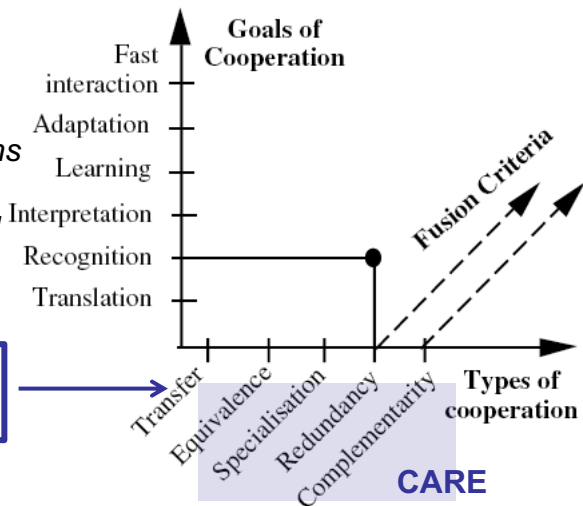 Goals of
Cooperation
Fast
interaction
Adaptation
Learning
Interpretation
Recognition
Translation
Fusion Criteria
Transfer
Equivalence
Specialisation
Redundancy
Complementarity
Types of
cooperation
CARE